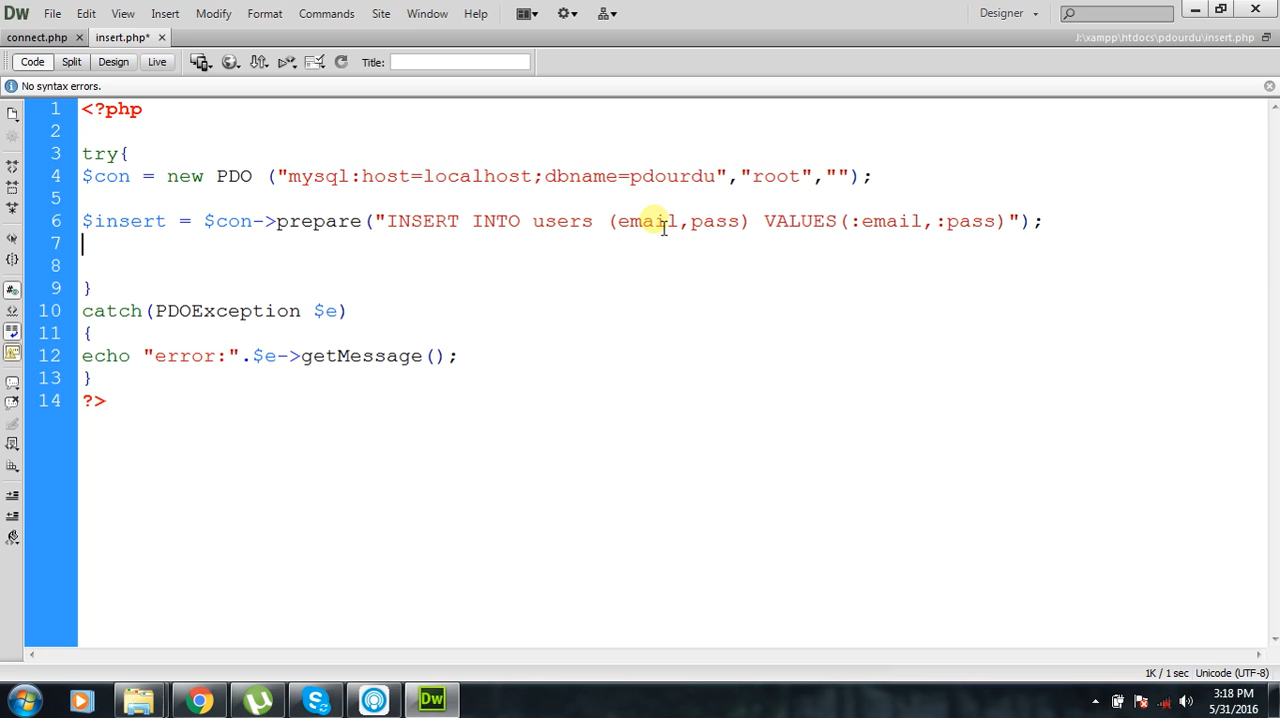 Dw File Edit View Insert Modify Format Commands Site Window Help Designer
connect.php insert.php* J:\xampp\htdocs\pdourdu\insert.php
Code Split Design Live Title:
No syntax errors.
1 <?php
2
3 try{
4 $con = new PDO ("mysql:host=localhost;dbname=pdourdu","root","");
5
6 $insert = $con->prepare("INSERT INTO users (email,pass) VALUES(:email,:pass)");
7
8
9 }
10 catch(PDOException $e)
11 {
12 echo "error:".$e->getMessage();
13 }
14 ?>
1K / 1 sec Unicode (UTF-8)
Dw 3:18 PM
5/31/2016